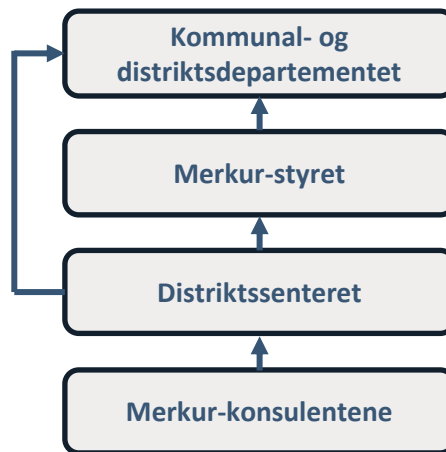 Kommunal- og
distriktsdepartementet
Merkur-styret
Distriktssenteret
Merkur-konsulentene